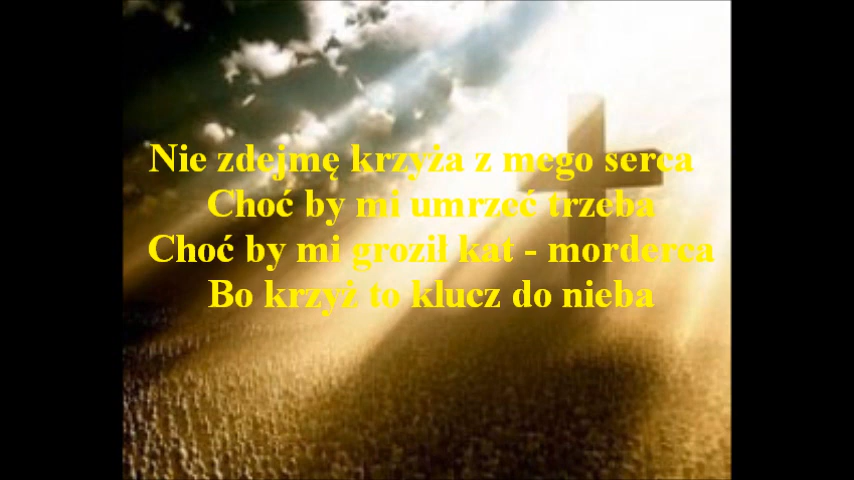 Nie zdejmę krzyża z mego serca
Choć by mi umrzeć trzeba
Choć by mi groził kat - morderca
Bo krzyż to klucz do nieba